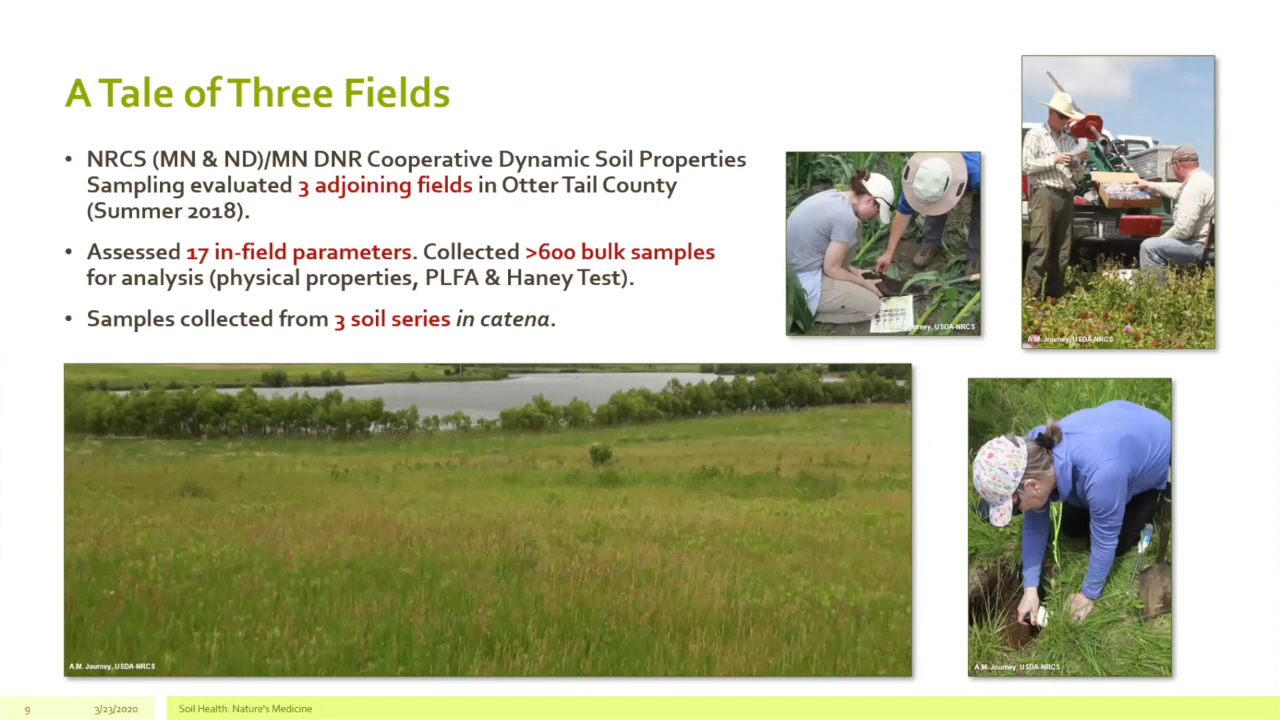 A Tale of Three Fields
• NRCS (MN & ND)/MN DNR Cooperative Dynamic Soil Properties
Sampling evaluated 3 adjoining fields in Otter Tail County
(Summer 2018).
• Assessed 17 in-field parameters. Collected >600 bulk samples
for analysis (physical properties, PLFA & Haney Test).
• Samples collected from 3 soil series in catena.
Journey, USDA-NRCS
A.M. Journey, USDA-NRCS
A.M. Journey, USDA-NRCS
A.M. Journey, USDA-NRCS
9
3/23/2020
Soil Health: Nature's Medicine